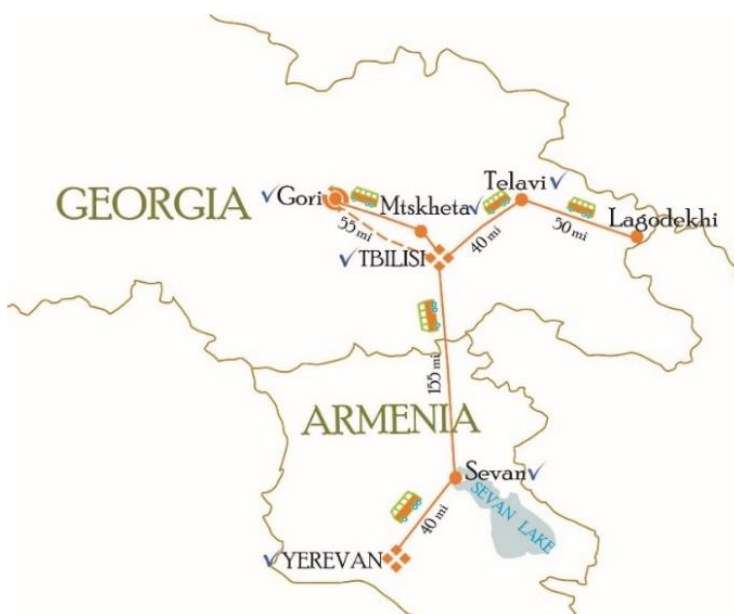 Telavi
Gori
Mtskheta
Lagodekhi
GEORGIA
55 mi
40 mi
50 mi
TBILISI
155 mi
ARMENIA
Sevan
SEVAN LAKE
40 mi
YEREVAN